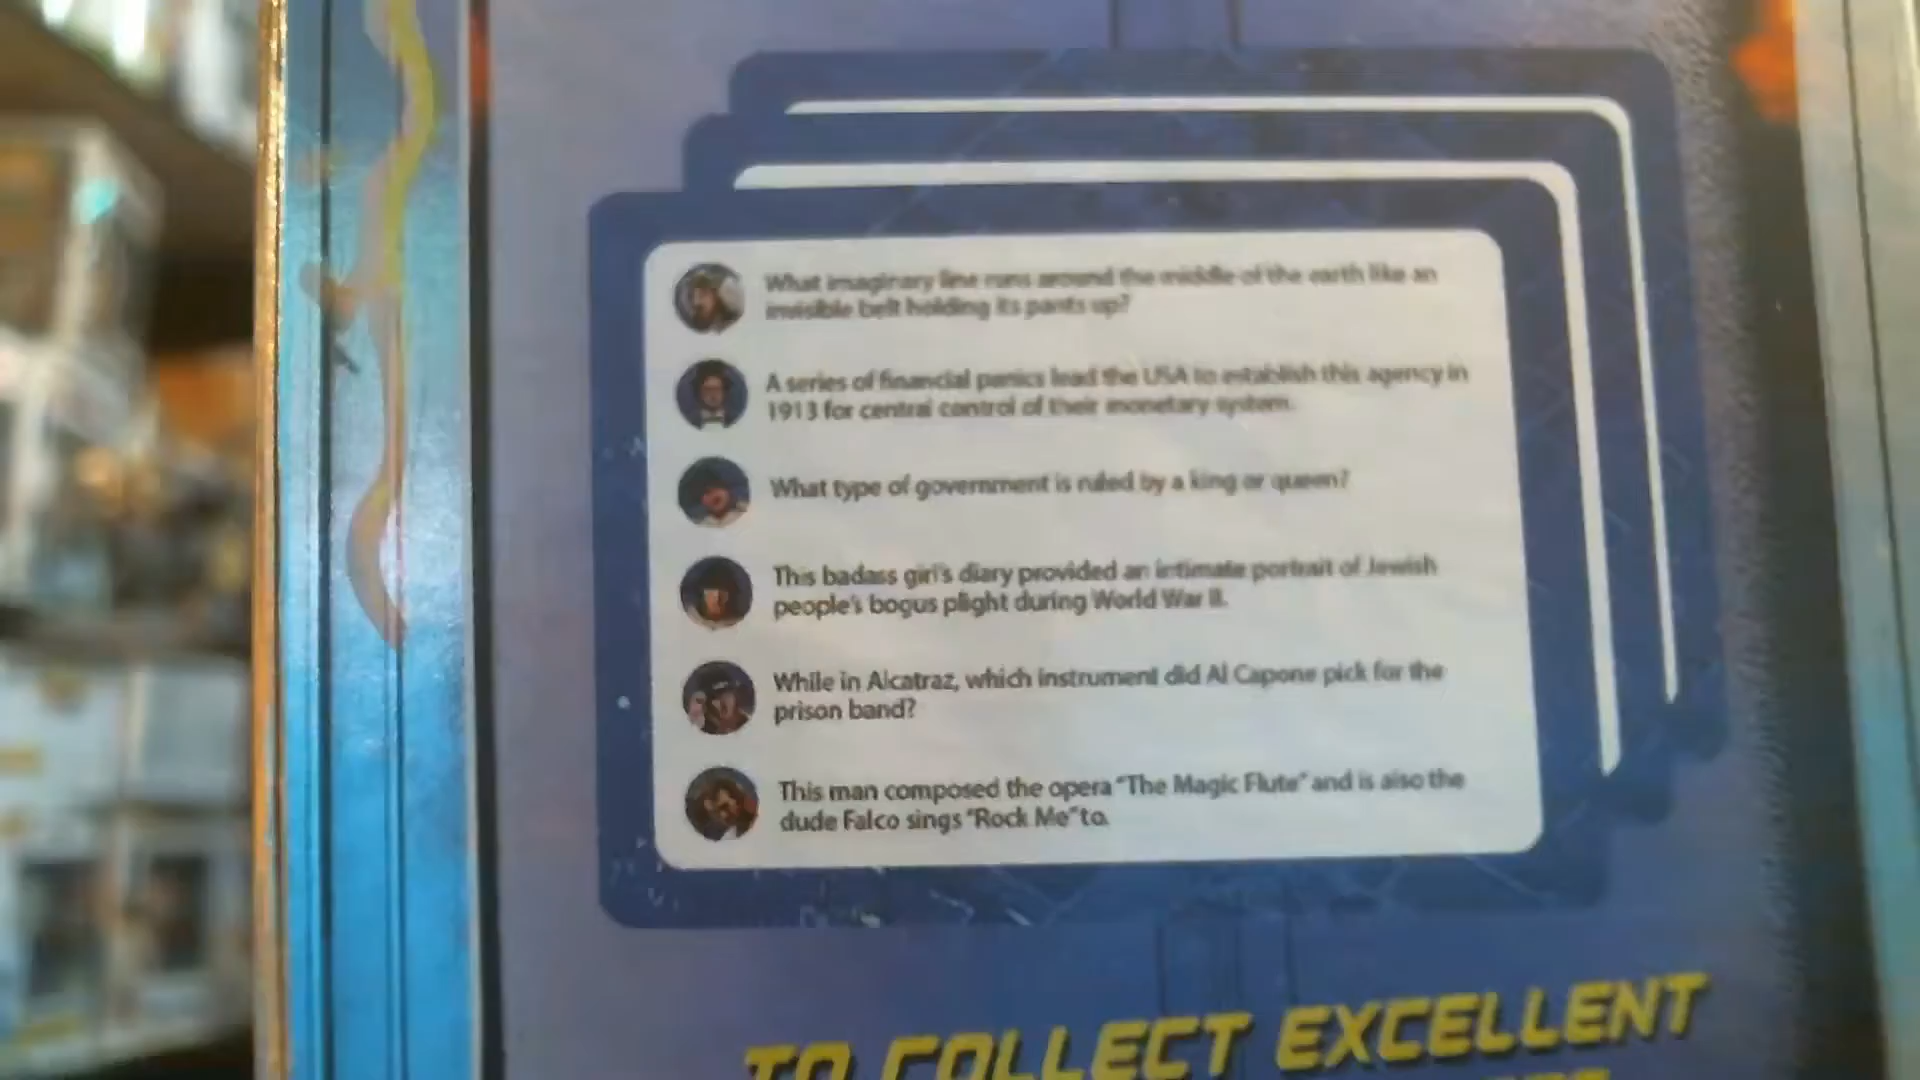 What imaginary line runs around the middle of the earth like an
invisible belt holding its pants up?
A series of financial panics lead the USA to establish this agency in
1913 for central control of their monetary system.
What type of government is ruled by a king or queen?
This badass girl's diary provided an intimate portrait of Jewish
people's bogus plight during World War II.
While in Alcatraz, which instrument did Al Capone pick for the
prison band?
This man composed the opera "The Magic Flute" and is also the
dude Falco sings "Rock Me" to.
TO COLLECT EXCELLENT